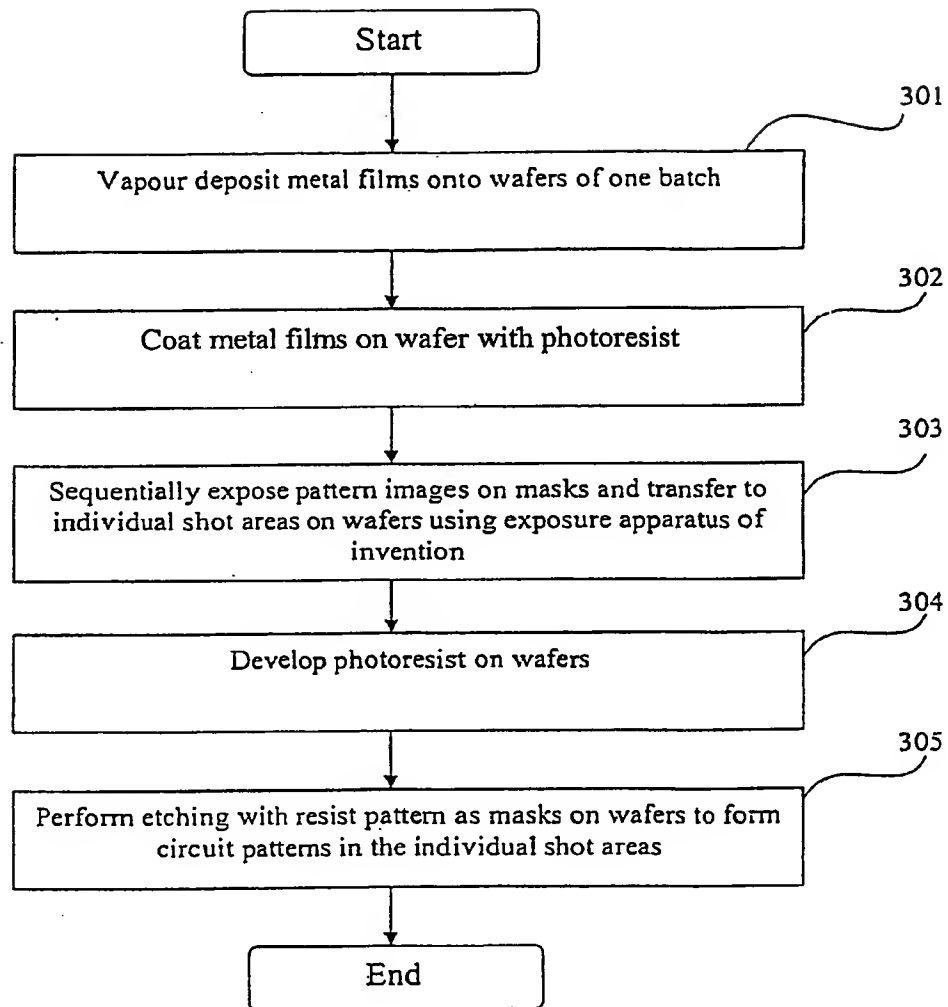 Start
301
Vapour deposit metal films onto wafers of one batch
302
Coat metal films on wafer with photoresist
303
Sequentially expose pattern images on masks and transfer to
individual shot areas on wafers using exposure apparatus of
invention
304
Develop photoresist on wafers
305
Perform etching with resist pattern as masks on wafers to form
circuit patterns in the individual shot areas
End